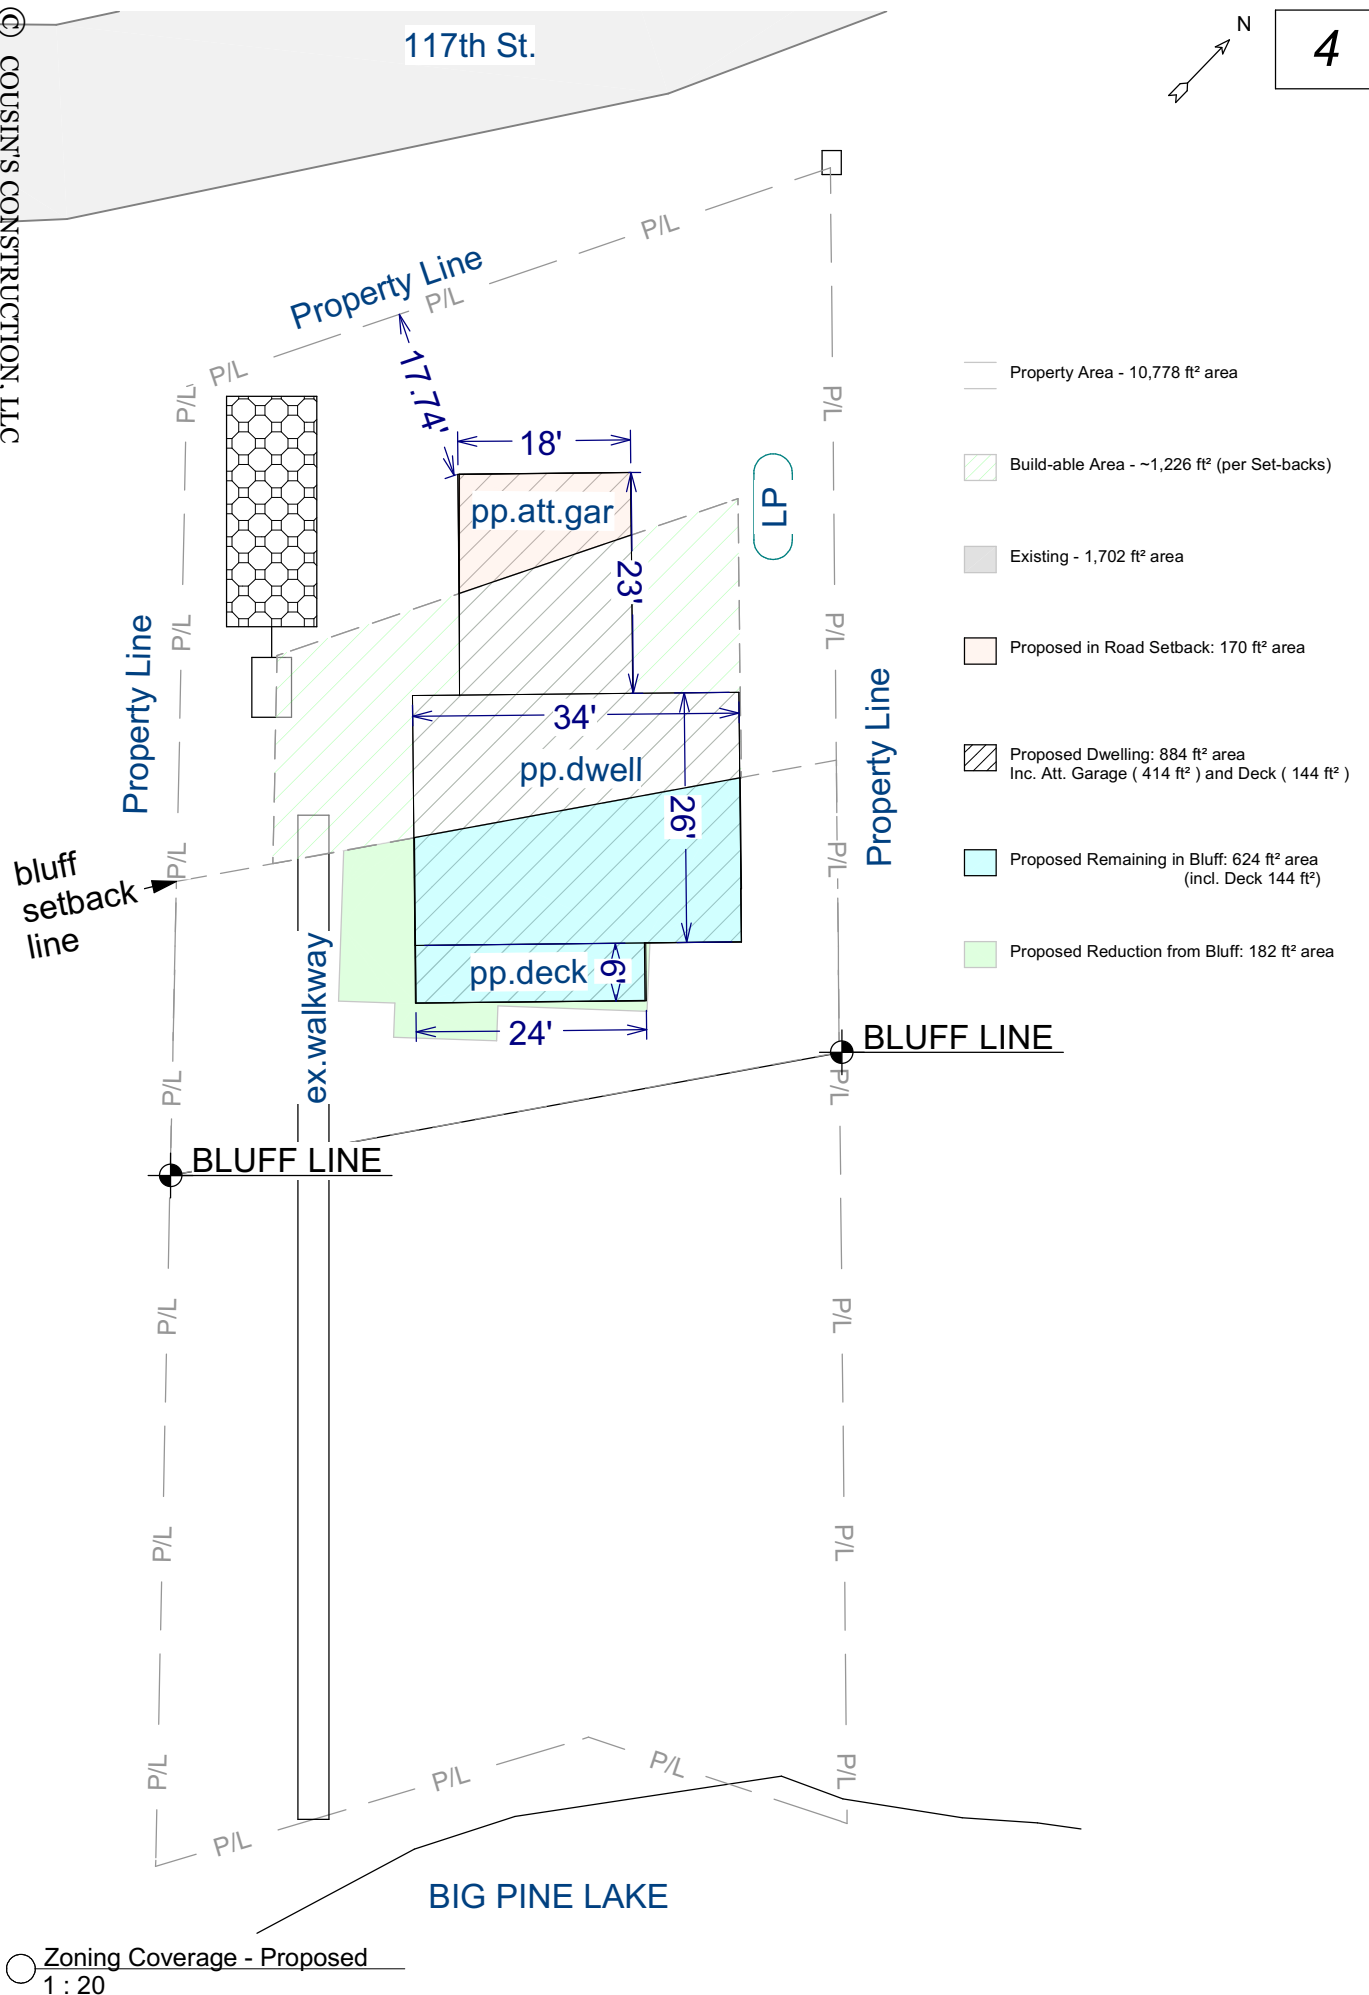 © COUSIN'S CONSTRUCTION, LLC
117th St.
N
4
P/L
Property Line
P/L
P/L
P/L
P/L
17.74'
18'
pp.att.gar
LP
23'
Property Line
P/L
P/L
34'
pp.dwell
26'
Property Line
bluff
setback
line
P/L
P/L
ex.walkway
pp.deck
6'
24'
BLUFF LINE
P/L
P/L
BLUFF LINE
P/L
P/L
P/L
P/L
P/L
P/L
P/L
P/L
P/L
BIG PINE LAKE
Property Area - 10,778 ft² area
Build-able Area - ~1,226 ft² (per Set-backs)
Existing - 1,702 ft² area
Proposed in Road Setback: 170 ft² area
Proposed Dwelling: 884 ft² area
Inc. Att. Garage ( 414 ft² ) and Deck ( 144 ft² )
Proposed Remaining in Bluff: 624 ft² area
(incl. Deck 144 ft²)
Proposed Reduction from Bluff: 182 ft² area
Zoning Coverage - Proposed
1 : 20